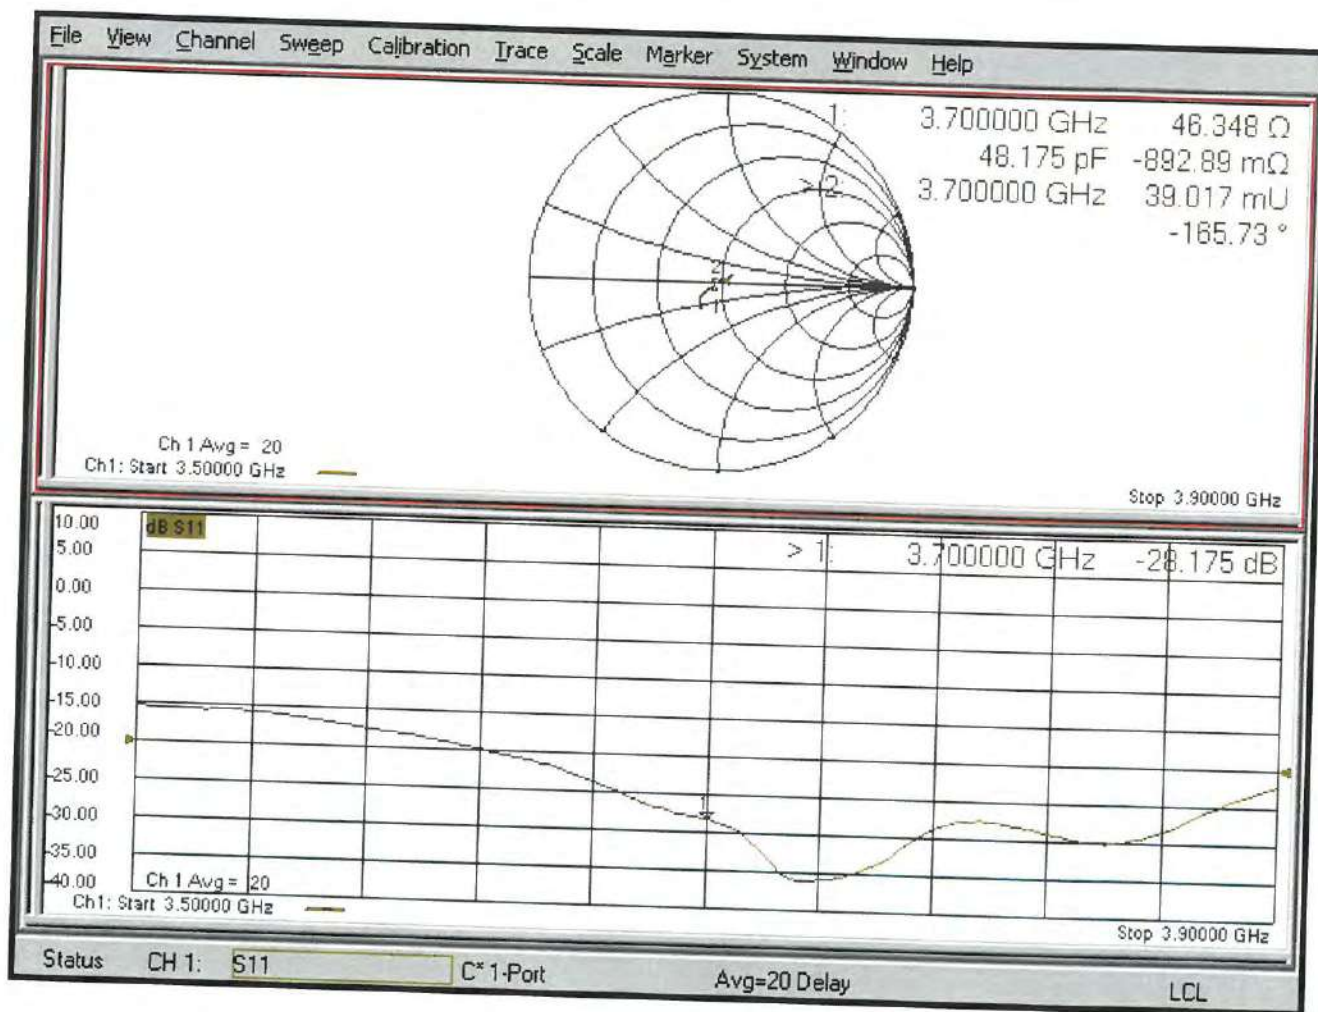 File View Channel Sweep Calibration Trace Scale Marker System Window Help
1: 3.700000 GHz 46.348 Ω
48.175 pF -892.89 mΩ
> 2: 3.700000 GHz 39.017 mU
-165.73 °
2
1
Ch 1 Avg = 20
Ch1: Start 3.50000 GHz
Stop 3.90000 GHz
10.00
dB S11
> 1: 3.700000 GHz -28.175 dB
5.00
0.00
-5.00
-10.00
-15.00
-20.00
-25.00
1
-30.00
-35.00
-40.00
Ch 1 Avg = 20
Ch1: Start 3.50000 GHz
Stop 3.90000 GHz
Status CH 1: S11 C* 1-Port Avg=20 Delay LCL